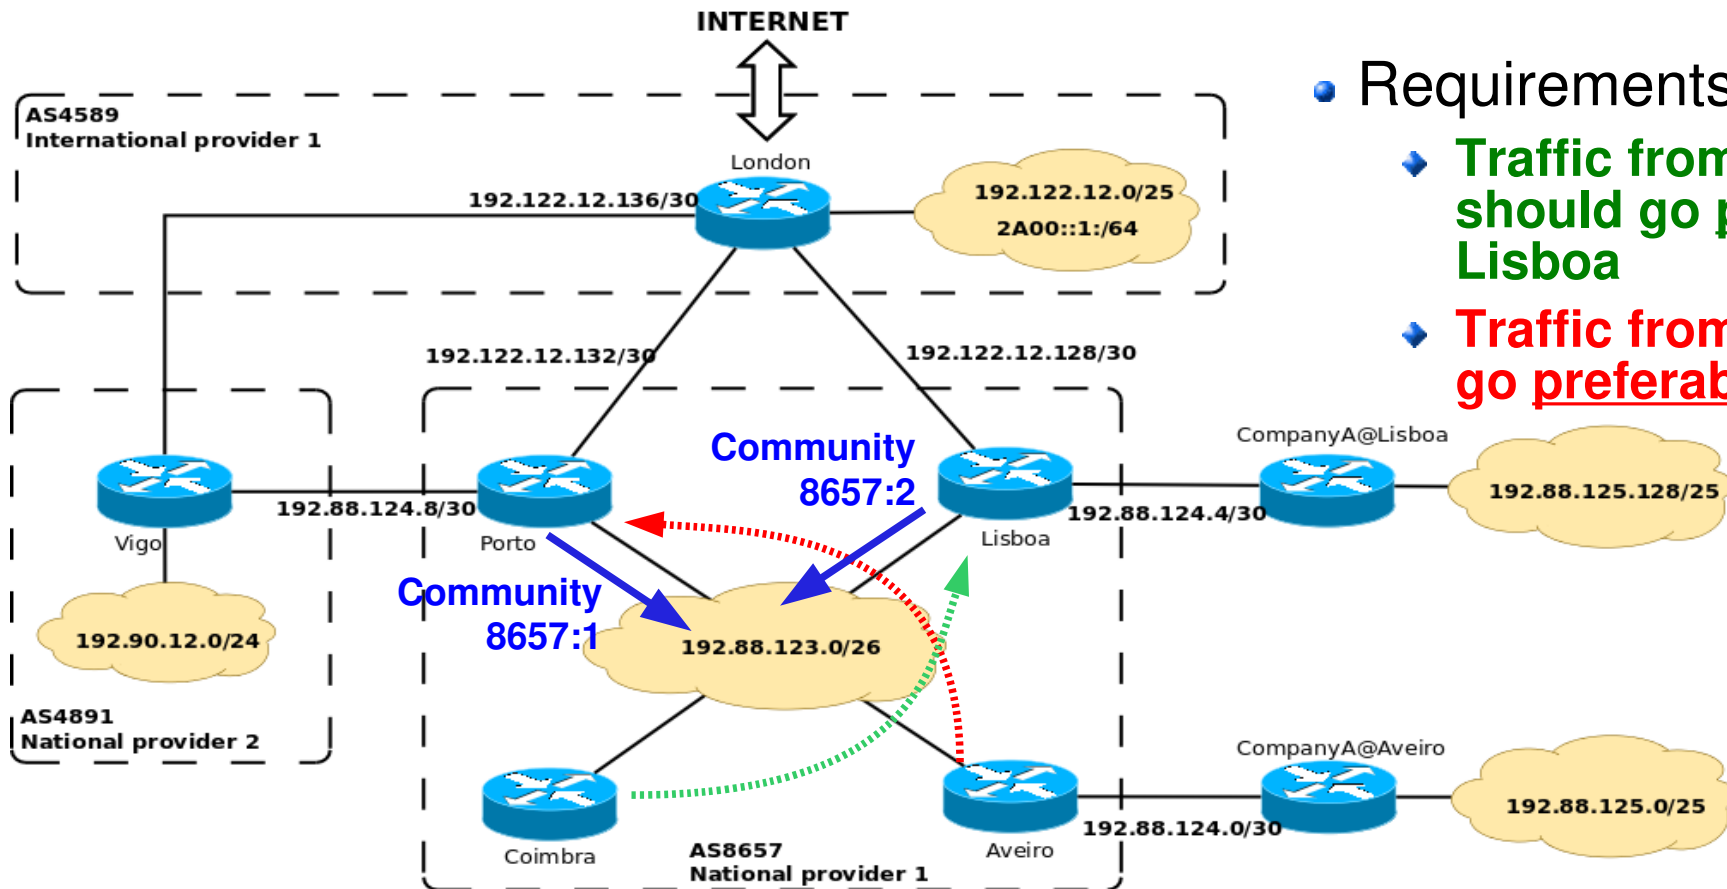 INTERNET
AS4589
International provider 1
London
192.122.12.136/30
192.122.12.0/25
2A00::1:/64
Requirements
Traffic from
should go
Lisboa
Traffic from
go preferab
192.122.12.132/30
192.122.12.128/30
Community
8657:2
CompanyA@Lisboa
192.88.125.128/25
192.88.124.8/30
192.88.124.4/30
Vigo
Porto
Lisboa
Community
8657:1
192.90.12.0/24
192.88.123.0/26
AS4891
National provider 2
CompanyA@Aveiro
192.88.125.0/25
192.88.124.0/30
Coimbra
Aveiro
AS8657
National provider 1